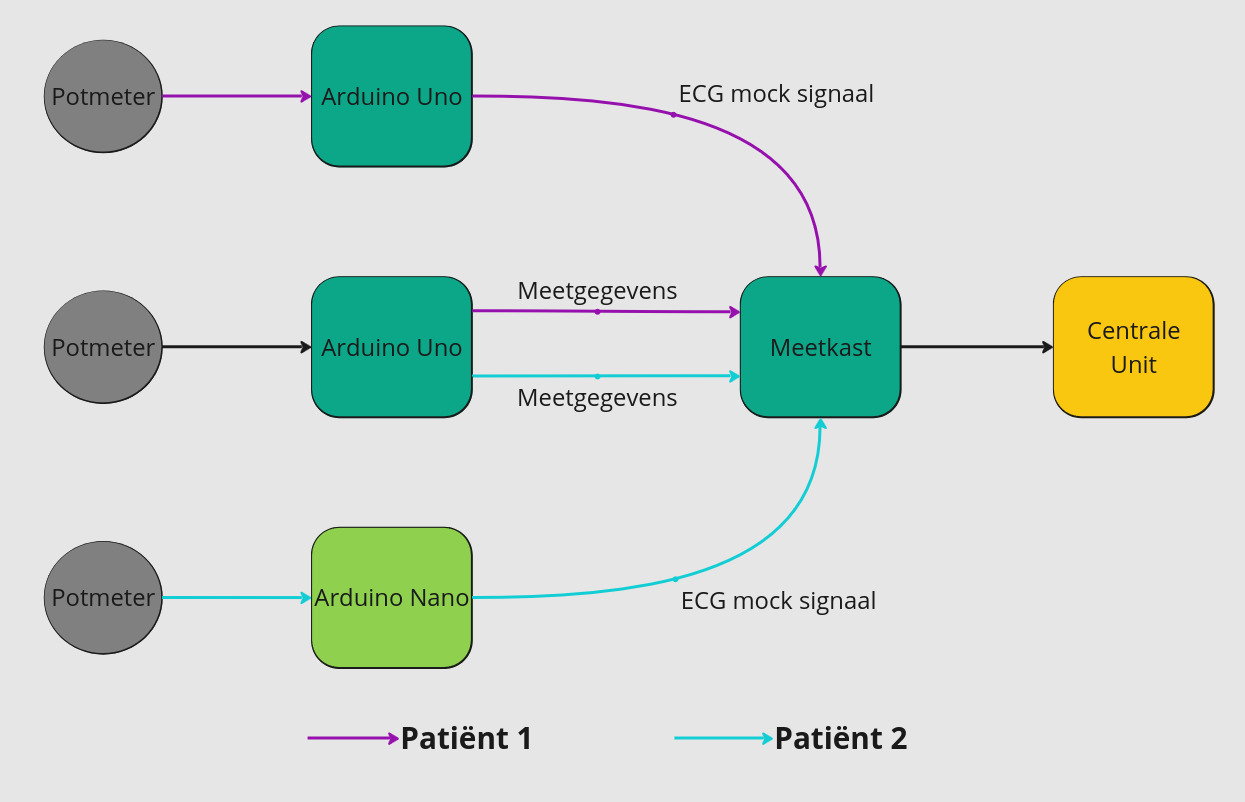 Potmeter
Arduino Uno
ECG mock signaal
Potmeter
Arduino Uno
Meetgegevens
Meetgegevens
Meetkast
Centrale
Unit
Potmeter
Arduino Nano
ECG mock signaal
Patiënt 1
Patiënt 2